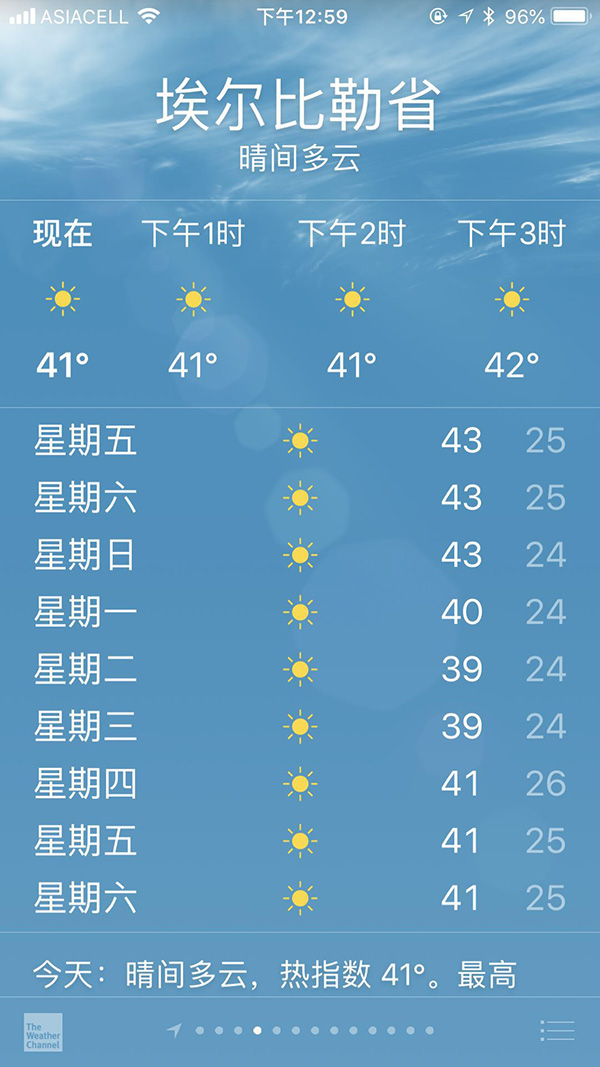 ASIACELL 下午12:59 96%
埃尔比勒省
晴间多云
现在 下午1时 下午2时 下午3时
41° 41° 41° 42°
星期五 43 25
星期六 43 25
星期日 43 24
星期一 40 24
星期二 39 24
星期三 39 24
星期四 41 26
星期五 41 25
星期六 41 25
今天：晴间多云，热指数 41°。最高
The
Weather
Channel